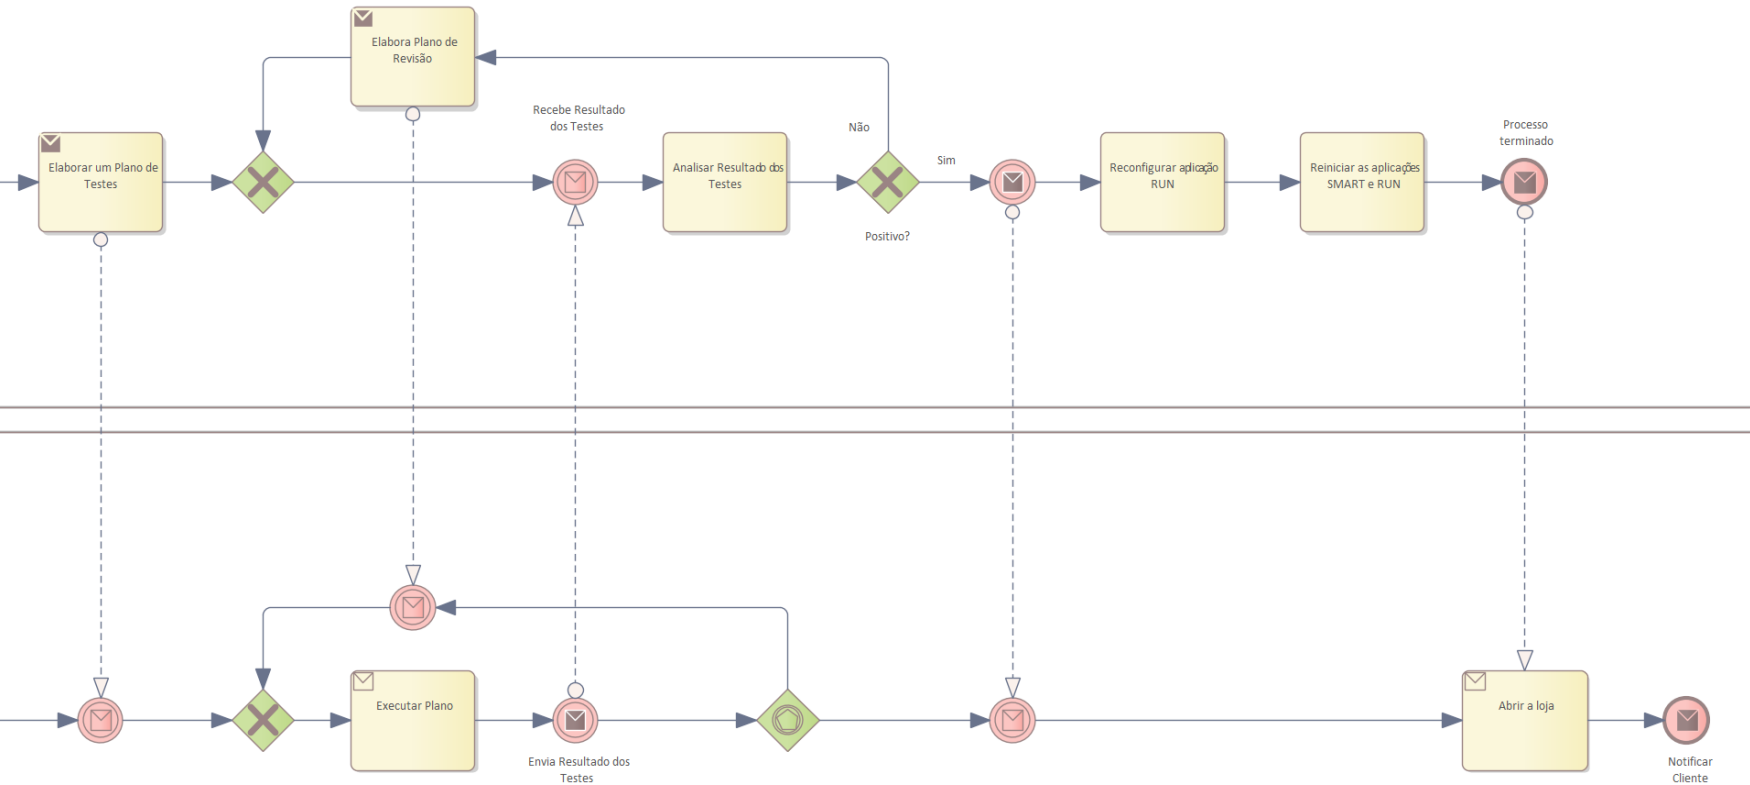 Elabora Plano de
Revisão
Recebe Resultado
dos Testes
Não
Processo
terminado
Elaborar um Plano de
Testes
Analisar Resultado dos
Testes
Sim
Reconfigurar aplicação
RUN
Reiniciar as aplicações
SMART e RUN
Positivo?
Executar Plano
Abrir a loja
Envia Resultado dos
Testes
Notificar
Cliente